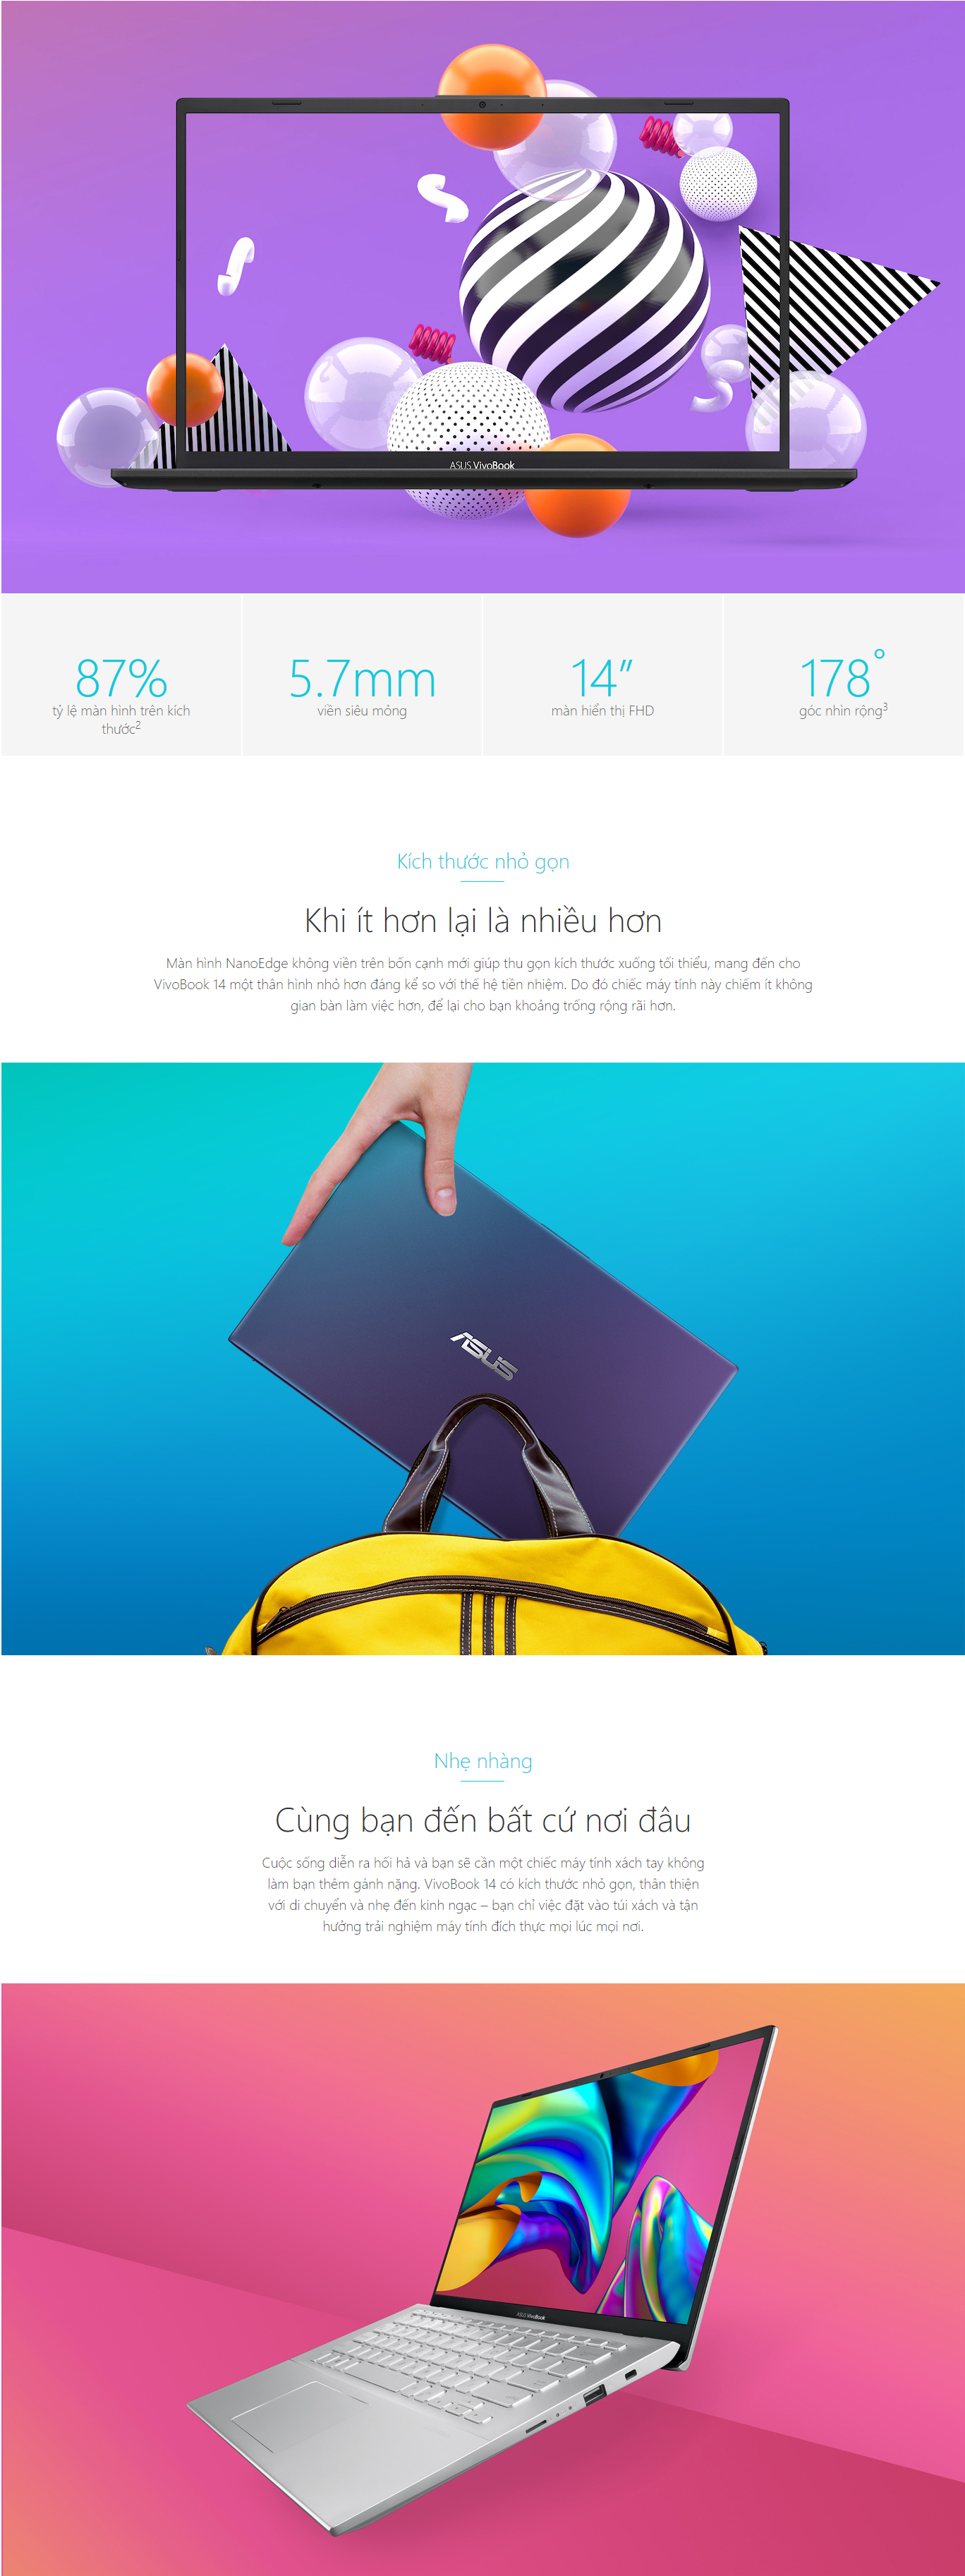 ASUS VivoBook
87%
tỷ lệ màn hình trên kích
thước2
5.7mm
viền siêu mỏng
14″
màn hiển thị FHD
178°
góc nhìn rộng3
Kích thước nhỏ gọn
Khi ít hơn lại là nhiều hơn
Màn hình NanoEdge không viền trên bốn cạnh mới giúp thu gọn kích thước xuống tối thiểu, mang đến cho
VivoBook 14 một thân hình nhỏ hơn đáng kể so với thế hệ tiền nhiệm. Do đó chiếc máy tính này chiếm ít không
gian bàn làm việc hơn, để lại cho bạn khoảng trống rộng rãi hơn.
ASUS
Nhẹ nhàng
Cùng bạn đến bất cứ nơi đâu
Cuộc sống diễn ra hối hả và bạn sẽ cần một chiếc máy tính xách tay không
làm bạn thêm gánh nặng. VivoBook 14 có kích thước nhỏ gọn, thân thiện
với di chuyển và nhẹ đến kinh ngạc – bạn chỉ việc đặt vào túi xách và tận
hưởng trải nghiệm máy tính đích thực mọi lúc mọi nơi.
ASUS VivoBook